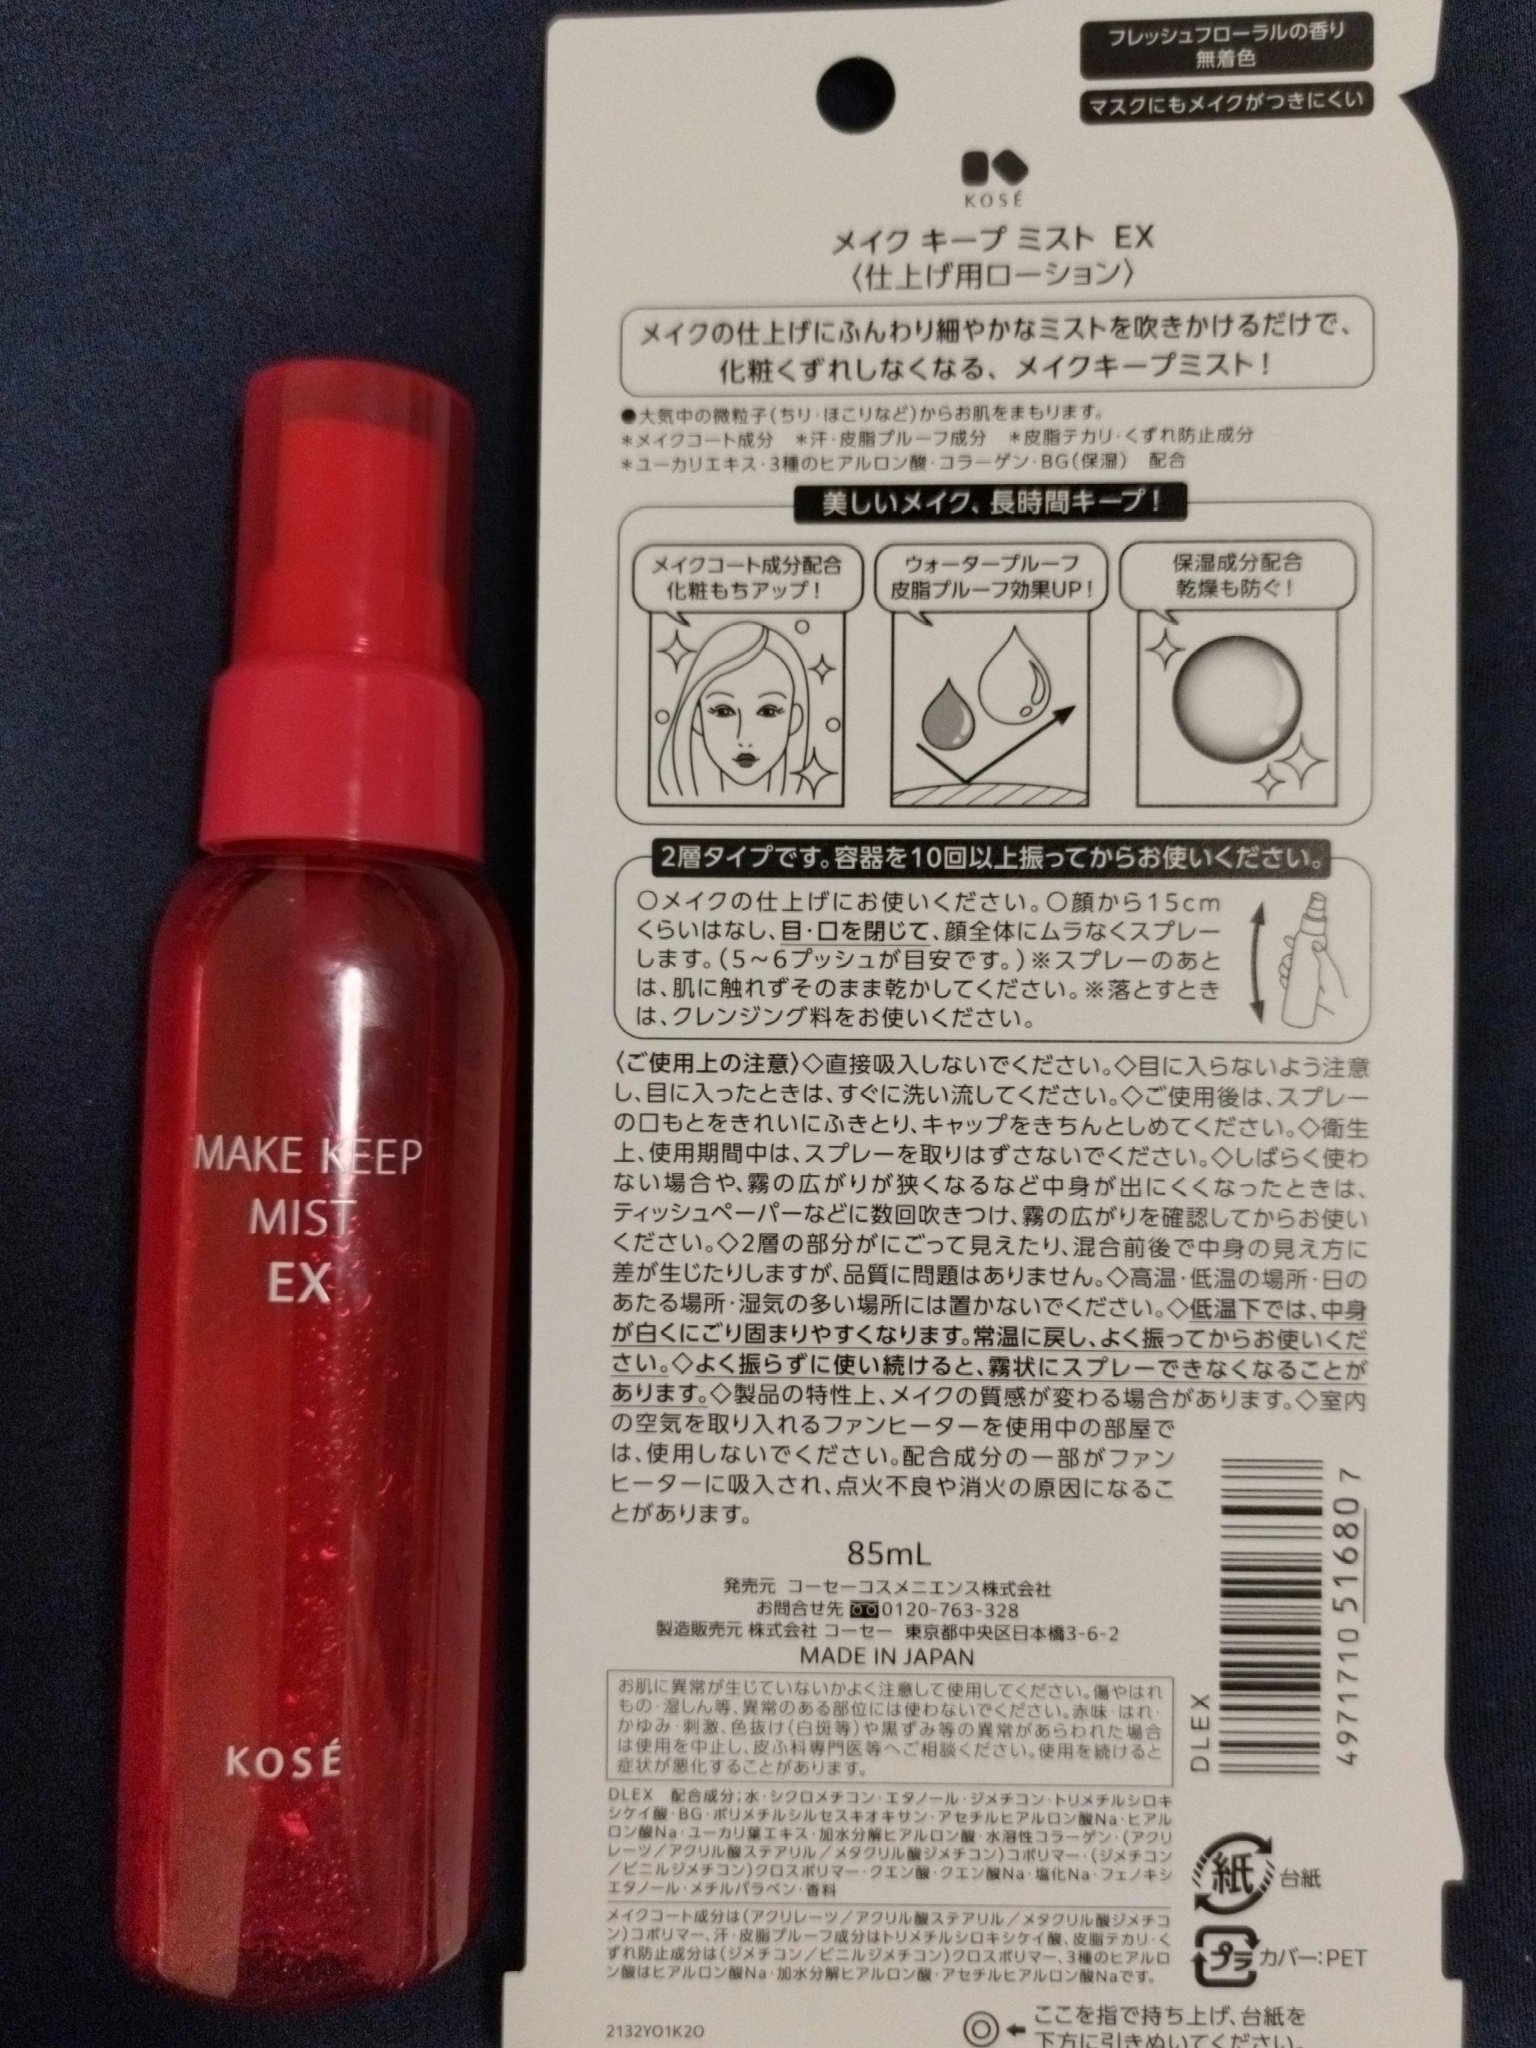 MAKE KEEP
MIST
EX
KOSÉ
フレッシュフローラルの香り
無着色
マスクにもメイクがつきにくい
KOSÉ
メイク キープ ミスト EX
〈仕上げ用ローション〉
メイクの仕上げにふんわり細やかなミストを吹きかけるだけで、
化粧くずれしなくなる、メイクキープミスト！
●大気中の微粒子(ちり・ほこりなど)からお肌をまもります。
＊メイクコート成分 ＊汗・皮脂プルーフ成分 ＊皮脂テカリ・くずれ防止成分
＊ユーカリエキス・3種のヒアルロン酸・コラーゲン・BG(保湿) 配合
美しいメイク、長時間キープ！
メイクコート成分配合
化粧もちアップ！
ウォータープルーフ
皮脂プルーフ効果UP！
保湿成分配合
乾燥も防ぐ！
2層タイプです。容器を10回以上振ってからお使いください。
○メイクの仕上げにお使いください。○顔から15cm
くらいはなし、目・口を閉じて、顔全体にムラなくスプレー
します。(5～6プッシュが目安です。)※スプレーのあと
は、肌に触れずそのまま乾かしてください。※落とすとき
は、クレンジング料をお使いください。
〈ご使用上の注意〉◇直接吸入しないでください。◇目に入らないよう注意
し、目に入ったときは、すぐに洗い流してください。◇ご使用後は、スプレー
の口もとをきれいにふきとり、キャップをきちんとしめてください。◇衛生
上、使用期間中は、スプレーを取りはずさないでください。◇しばらく使わ
ない場合や、霧の広がりが狭くなるなど中身が出にくくなったときは、
ティッシュペーパーなどに数回吹きつけ、霧の広がりを確認してからお使い
ください。◇2層の部分がにごって見えたり、混合前後で中身の見え方に
差が生じたりしますが、品質に問題はありません。◇高温・低温の場所・日の
あたる場所・湿気の多い場所には置かないでください。◇低温下では、中身
が白くにごり固まりやすくなります。常温に戻し、よく振ってからお使いくだ
さい。◇よく振らずに使い続けると、霧状にスプレーできなくなることが
あります。◇製品の特性上、メイクの質感が変わる場合があります。◇室内
の空気を取り入れるファンヒーターを使用中の部屋で
は、使用しないでください。配合成分の一部がファン
ヒーターに吸入され、点火不良や消火の原因になるこ
とがあります。
85mL
発売元 コーセーコスメニエンス株式会社
お問合せ先 0120-763-328
製造販売元 株式会社 コーセー 東京都中央区日本橋3-6-2
MADE IN JAPAN
お肌に異常が生じていないかよく注意して使用してください。傷やはれ
もの・湿しん等、異常のある部位には使わないでください。赤味・はれ・
かゆみ・刺激、色抜け(白斑等)や黒ずみ等の異常があらわれた場合
は使用を中止し、皮ふ科専門医等へご相談ください。使用を続けると
症状が悪化することがあります。
DLEX 配合成分；水・シクロメチコン・エタノール・ジメチコン・トリメチルシロキ
シケイ酸・BG・ポリメチルシルセスキオキサン・アセチルヒアルロン酸Na・ヒアル
ロン酸Na・ユーカリ葉エキス・加水分解ヒアルロン酸・水溶性コラーゲン・(アクリ
レーツ／アクリル酸ステアリル／メタクリル酸ジメチコン)コポリマー・(ジメチコン
／ビニルジメチコン)クロスポリマー・クエン酸・クエン酸Na・塩化Na・フェノキシ
エタノール・メチルパラベン・香料
メイクコート成分は(アクリレーツ／アクリル酸ステアリル／メタクリル酸ジメチコ
ン)コポリマー、汗・皮脂プルーフ成分はトリメチルシロキシケイ酸、皮脂テカリ・く
ずれ防止成分は(ジメチコン／ビニルジメチコン)クロスポリマー、3種のヒアルロ
ン酸はヒアルロン酸Na・加水分解ヒアルロン酸・アセチルヒアルロン酸Naです。
DLEX
4971710 516807
紙 台紙
プラ カバー：PET
2132YO1K2O
ここを指で持ち上げ、台紙を
下方に引きぬいてください。